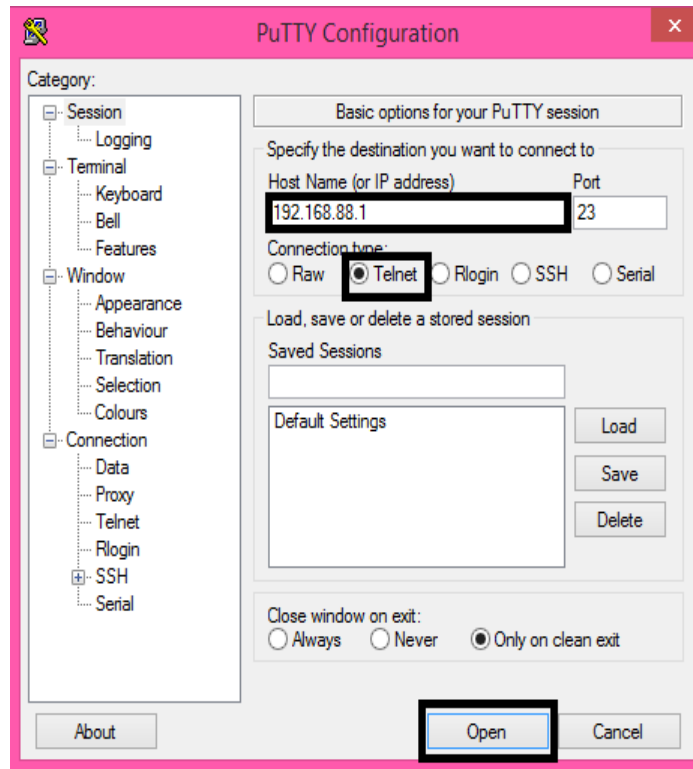 PuTTY Configuration
x
Category:
Session
Logging
Terminal
Keyboard
Bell
Features
Window
Appearance
Behaviour
Translation
Selection
Colours
Connection
Data
Proxy
Telnet
Rlogin
SSH
Serial
Basic options for your PuTTY session
Specify the destination you want to connect to
Host Name (or IP address) Port
192.168.88.1 23
Connection type:
Raw Telnet Rlogin SSH Serial
Load, save or delete a stored session
Saved Sessions
Default Settings
Load
Save
Delete
Close window on exit:
Always Never Only on clean exit
About Open Cancel